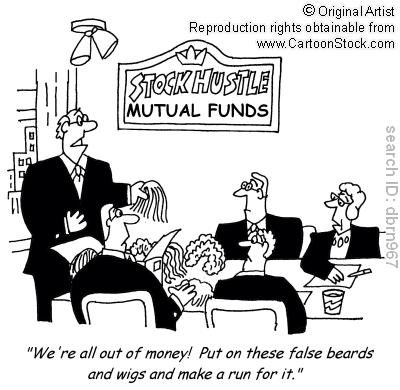 © Original Artist
Reproduction rights obtainable from
www.CartoonStock.com
STOCK HUSTLE
MUTUAL FUNDS
search ID: dbrn967
"We're all out of money! Put on these false beards
and wigs and make a run for it."